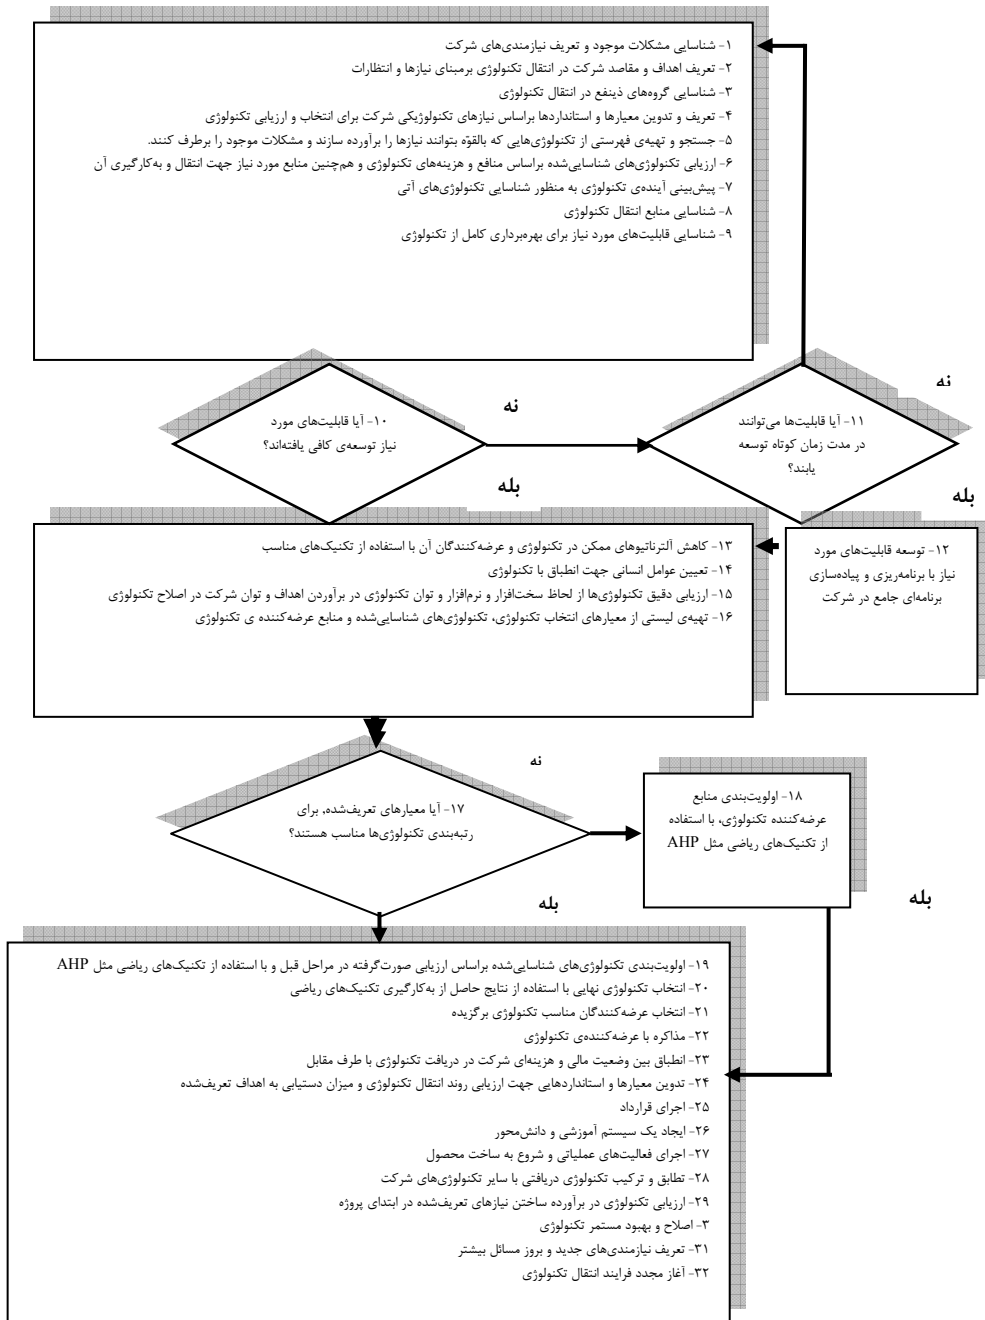 ۱- شناسایی مشکلات موجود و تعریف نیازمندی‌های شرکت
۲- تعریف اهداف و مقاصد شرکت در انتقال تکنولوژی برمبنای نیازها و انتظارات
۳- شناسایی گروه‌های ذینفع در انتقال تکنولوژی
۴- تعریف و تدوین معیارها و استانداردها براساس نیازهای تکنولوژیکی شرکت برای انتخاب و ارزیابی تکنولوژی
۵- جستجو و تهیه‌ی فهرستی از تکنولوژی‌هایی که بالقوّه بتوانند نیازها را برآورده سازند و مشکلات موجود را برطرف کنند.
۶- ارزیابی تکنولوژی‌های شناسایی‌شده براساس منافع و هزینه‌های تکنولوژی و هم‌چنین منابع مورد نیاز جهت انتقال و به‌کارگیری آن
۷- پیش‌بینی آینده‌ی تکنولوژی به منظور شناسایی تکنولوژی‌های آتی
۸- شناسایی منابع انتقال تکنولوژی
۹- شناسایی قابلیت‌های مورد نیاز برای بهره‌برداری کامل از تکنولوژی
نه
۱۱- آیا قابلیت‌ها می‌توانند
در مدت زمان کوتاه توسعه
یابند؟
نه
۱۰- آیا قابلیت‌های مورد
نیاز توسعه‌ی کافی یافته‌اند؟
بله
بله
۱۲- توسعه قابلیت‌های مورد
نیاز با برنامه‌ریزی و پیاده‌سازی
برنامه‌ای جامع در شرکت
۱۳- کاهش آلترناتیوهای ممکن در تکنولوژی و عرضه‌کنندگان آن با استفاده از تکنیک‌های مناسب
۱۴- تعیین عوامل انسانی جهت انطباق با تکنولوژی
۱۵- ارزیابی دقیق تکنولوژی‌ها از لحاظ سخت‌افزار و نرم‌افزار و توان تکنولوژی در برآوردن اهداف و توان شرکت در اصلاح تکنولوژی
۱۶- تهیه‌ی لیستی از معیارهای انتخاب تکنولوژی، تکنولوژی‌های شناسایی‌شده و منابع عرضه‌کننده ی تکنولوژی
نه
۱۷- آیا معیارهای تعریف‌شده، برای
رتبه‌بندی تکنولوژی‌ها مناسب هستند؟
۱۸- اولویت‌بندی منابع
عرضه‌کننده تکنولوژی، با استفاده
از تکنیک‌های ریاضی مثل AHP
بله
بله
۱۹- اولویت‌بندی تکنولوژی‌های شناسایی‌شده براساس ارزیابی صورت‌گرفته در مراحل قبل و با استفاده از تکنیک‌های ریاضی مثل AHP
۲۰- انتخاب تکنولوژی نهایی با استفاده از نتایج حاصل از به‌کارگیری تکنیک‌های ریاضی
۲۱- انتخاب عرضه‌کنندگان مناسب تکنولوژی برگزیده
۲۲- مذاکره با عرضه‌کننده‌ی تکنولوژی
۲۳- انطباق بین وضعیت مالی و هزینه‌ای شرکت در دریافت تکنولوژی با طرف مقابل
۲۴- تدوین معیارها و استانداردهایی جهت ارزیابی روند انتقال تکنولوژی و میزان دستیابی به اهداف تعریف‌شده
۲۵- اجرای قرارداد
۲۶- ایجاد یک سیستم آموزشی و دانش‌محور
۲۷- اجرای فعالیت‌های عملیاتی و شروع به ساخت محصول
۲۸- تطابق و ترکیب تکنولوژی دریافتی با سایر تکنولوژی‌های شرکت
۲۹- ارزیابی تکنولوژی در برآورده ساختن نیازهای تعریف‌شده در ابتدای پروژه
۳- اصلاح و بهبود مستمر تکنولوژی
۳۱- تعریف نیازمندی‌های جدید و بروز مسائل بیشتر
۳۲- آغاز مجدد فرایند انتقال تکنولوژی